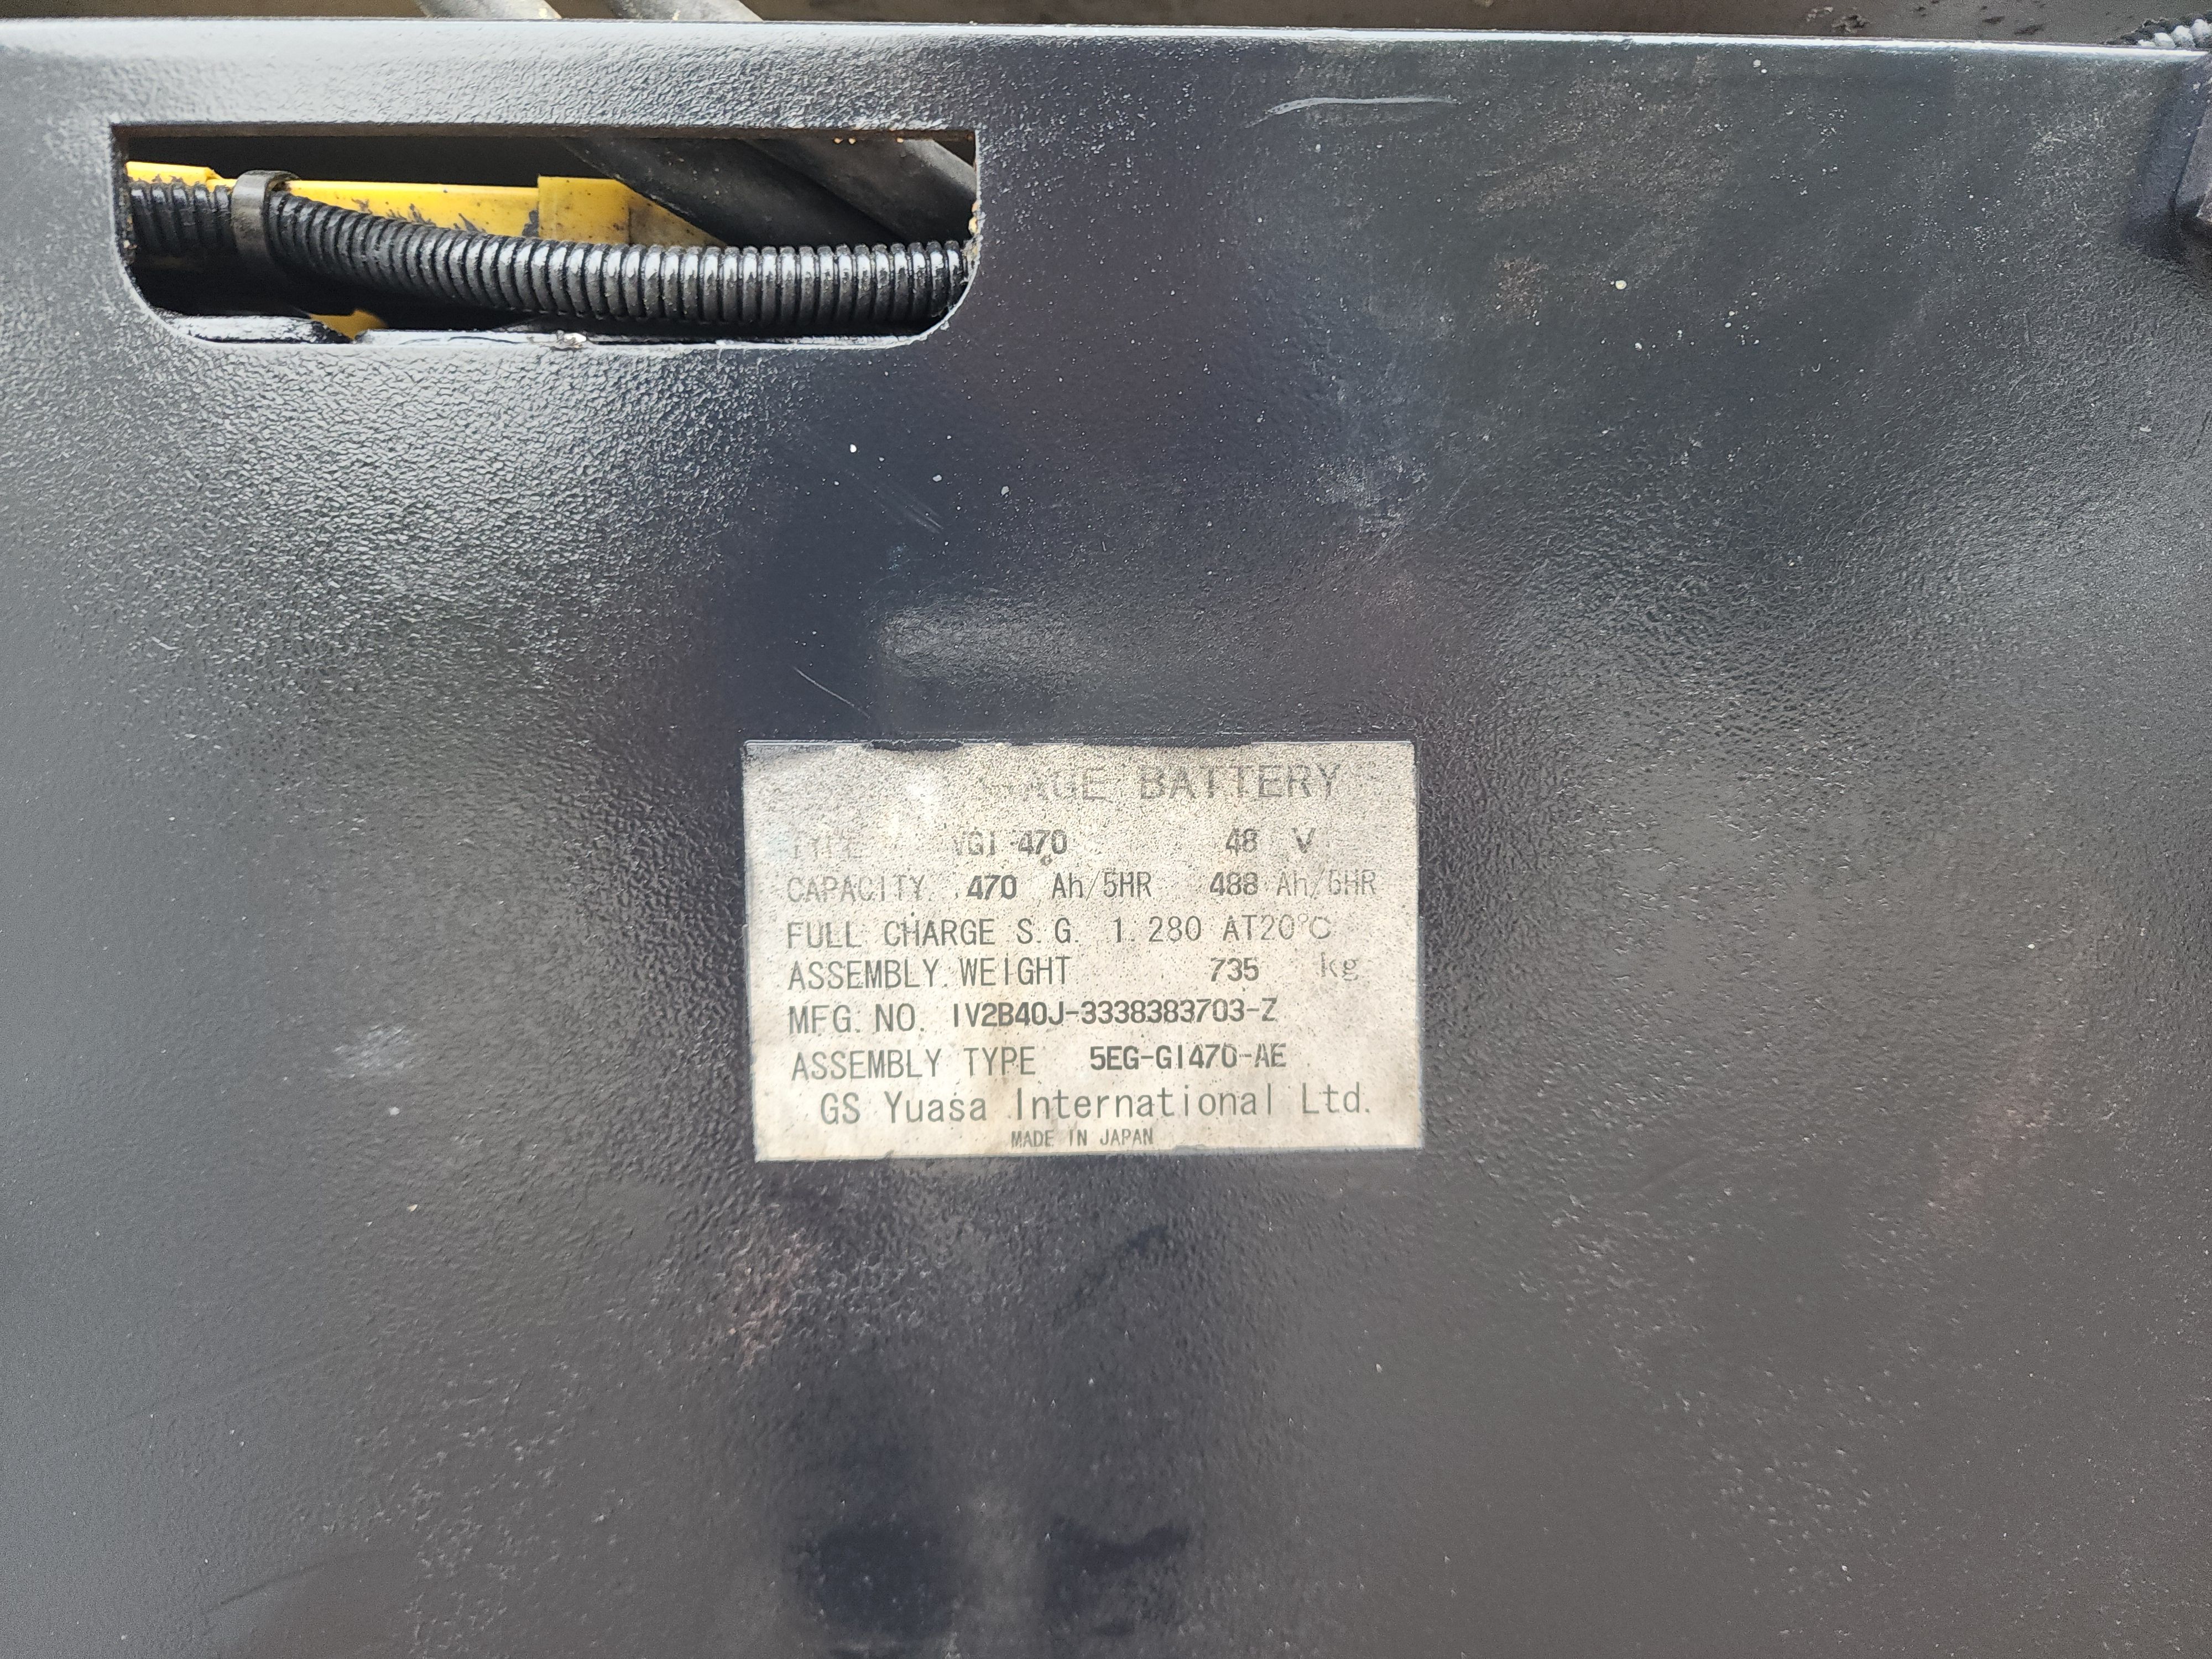 BATTERY
TYPE VGI 470 48 V
CAPACITY 470 Ah/5HR 488 Ah/6HR
FULL CHARGE S.G. 1.280 AT20℃
ASSEMBLY WEIGHT 735 kg
MFG. NO. IV2B40J-3338383703-Z
ASSEMBLY TYPE 5EG-GI470-AE
GS Yuasa International Ltd.
MADE IN JAPAN